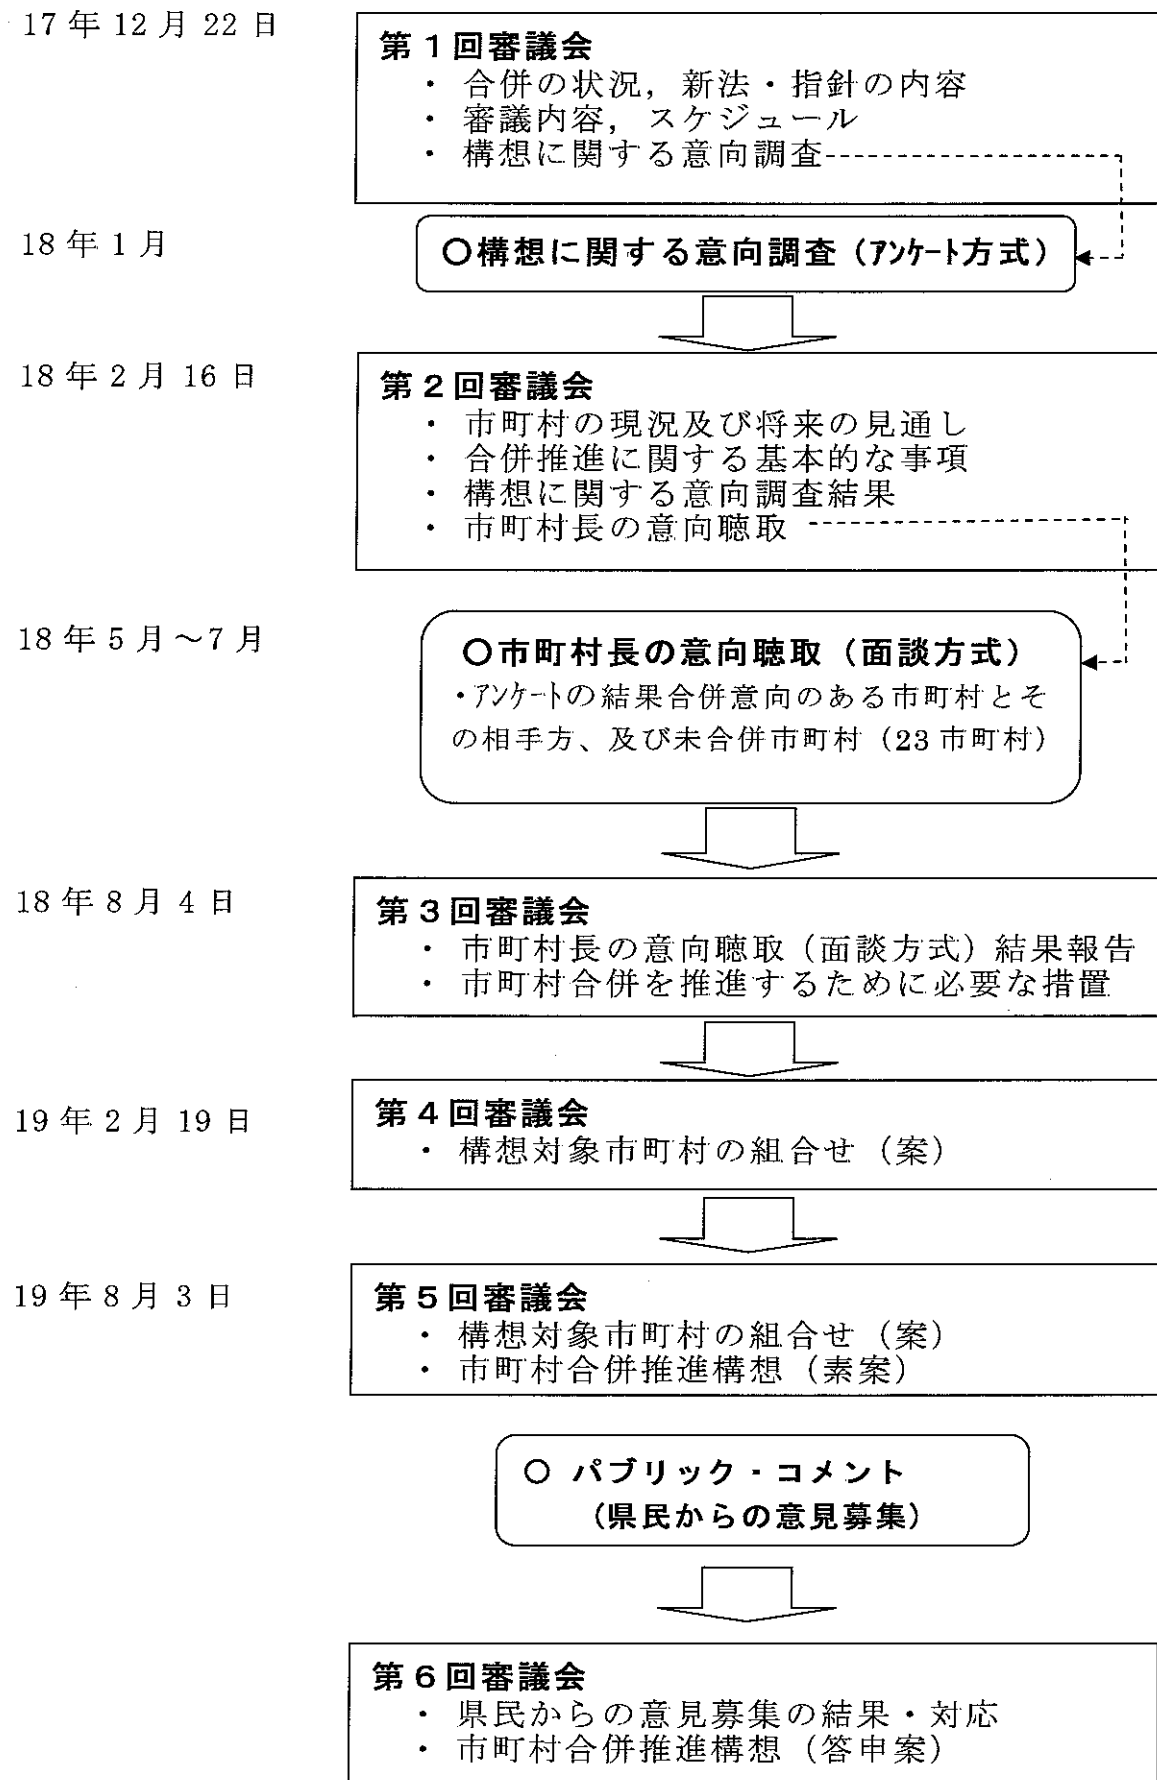 17年12月22日
第1回審議会
・ 合併の状況，新法・指針の内容
・ 審議内容，スケジュール
・ 構想に関する意向調査
18年1月
○構想に関する意向調査（ｱﾝｹｰﾄ方式）
18年2月16日
第2回審議会
・ 市町村の現況及び将来の見通し
・ 合併推進に関する基本的な事項
・ 構想に関する意向調査結果
・ 市町村長の意向聴取
18年5月～7月
○市町村長の意向聴取（面談方式）
・ｱﾝｹｰﾄの結果合併意向のある市町村とそ
の相手方、及び未合併市町村（23市町村）
18年8月4日
第3回審議会
・ 市町村長の意向聴取（面談方式）結果報告
・ 市町村合併を推進するために必要な措置
19年2月19日
第4回審議会
・ 構想対象市町村の組合せ（案）
19年8月3日
第5回審議会
・ 構想対象市町村の組合せ（案）
・ 市町村合併推進構想（素案）
○ パブリック・コメント
（県民からの意見募集）
第6回審議会
・ 県民からの意見募集の結果・対応
・ 市町村合併推進構想（答申案）